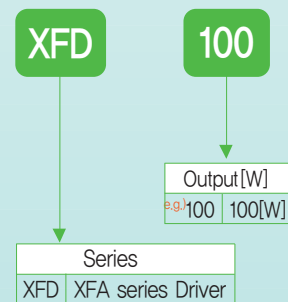 XFD 100
Output[W]
e.g.)100 100[W]
Series
XFD XFA series Driver